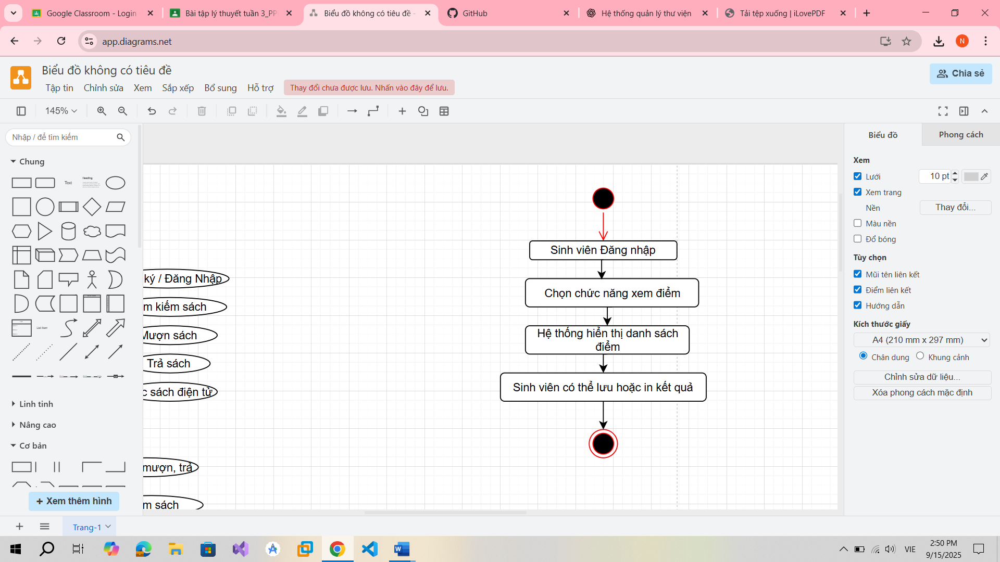 Google Classroom - Login
Bài tập lý thuyết tuần 3_PP
Biểu đồ không có tiêu đề -
GitHub
Hệ thống quản lý thư viện
Tải tệp xuống | iLovePDF
app.diagrams.net
N
Biểu đồ không có tiêu đề
Tập tin
Chỉnh sửa
Xem
Sắp xếp
Bổ sung
Hỗ trợ
Thay đổi chưa được lưu. Nhấn vào đây để lưu.
Chia sẻ
145%
Nhập / để tìm kiếm
Chung
Text
Heading
List Item
Linh tinh
Nâng cao
Cơ bản
+ Xem thêm hình
ký / Đăng Nhập
m kiếm sách
Mượn sách
Trả sách
c sách điện tử
mượn, trả
m sách
Sinh viên Đăng nhập
Chọn chức năng xem điểm
Hệ thống hiển thị danh sách
điểm
Sinh viên có thể lưu hoặc in kết quả
Biểu đồ
Phong cách
Xem
Lưới
10 pt
Xem trang
Nền
Thay đổi...
Màu nền
Đổ bóng
Tùy chọn
Mũi tên liên kết
Điểm liên kết
Hướng dẫn
Kích thước giấy
A4 (210 mm x 297 mm)
Chân dung
Khung cảnh
Chỉnh sửa dữ liệu...
Xóa phong cách mặc định
Trang-1
VIE
2:50 PM
9/15/2025